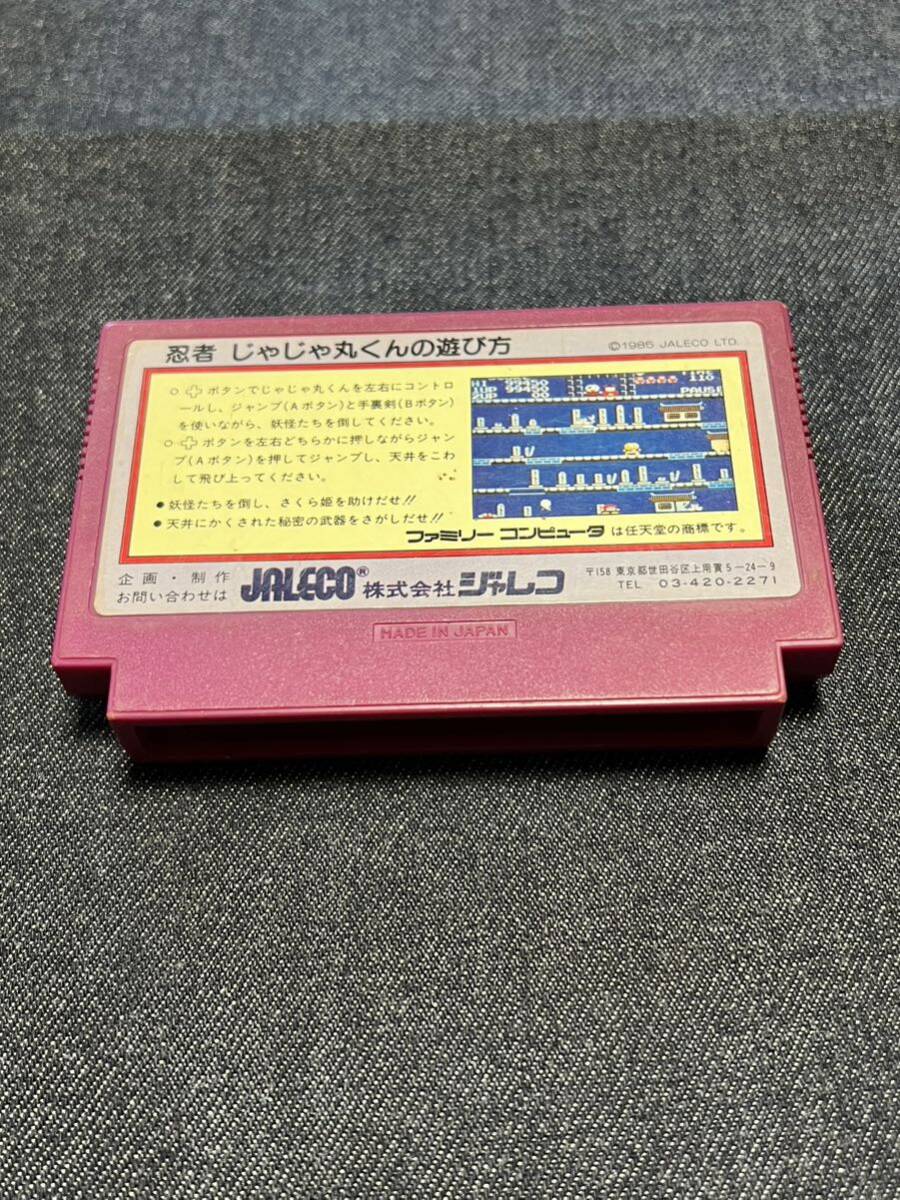 忍者 じゃじゃ丸くんの遊び方
©1985 JALECO LTD.
○✚ボタンでじゃじゃ丸くんを左右にコントロ
ールし、ジャンプ(Aボタン)と手裏剣(Bボタン)
を使いながら、妖怪たちを倒してください。
○✚ボタンを左右どちらかに押しながらジャン
プ(Aボタン)を押してジャンプし、天井をこわ
して飛び上ってください。
●妖怪たちを倒し、さくら姫を助けだせ!!
●天井にかくされた秘密の武器をさがしだせ!!
HI
1UP
2UP 00
PAUSE
ファミリー コンピュータ は任天堂の商標です。
企画・制作
お問い合わせは
JALECO® 株式会社ジャレコ
〒158 東京都世田谷区上用賀5-24-9
TEL 03-420-2271
MADE IN JAPAN